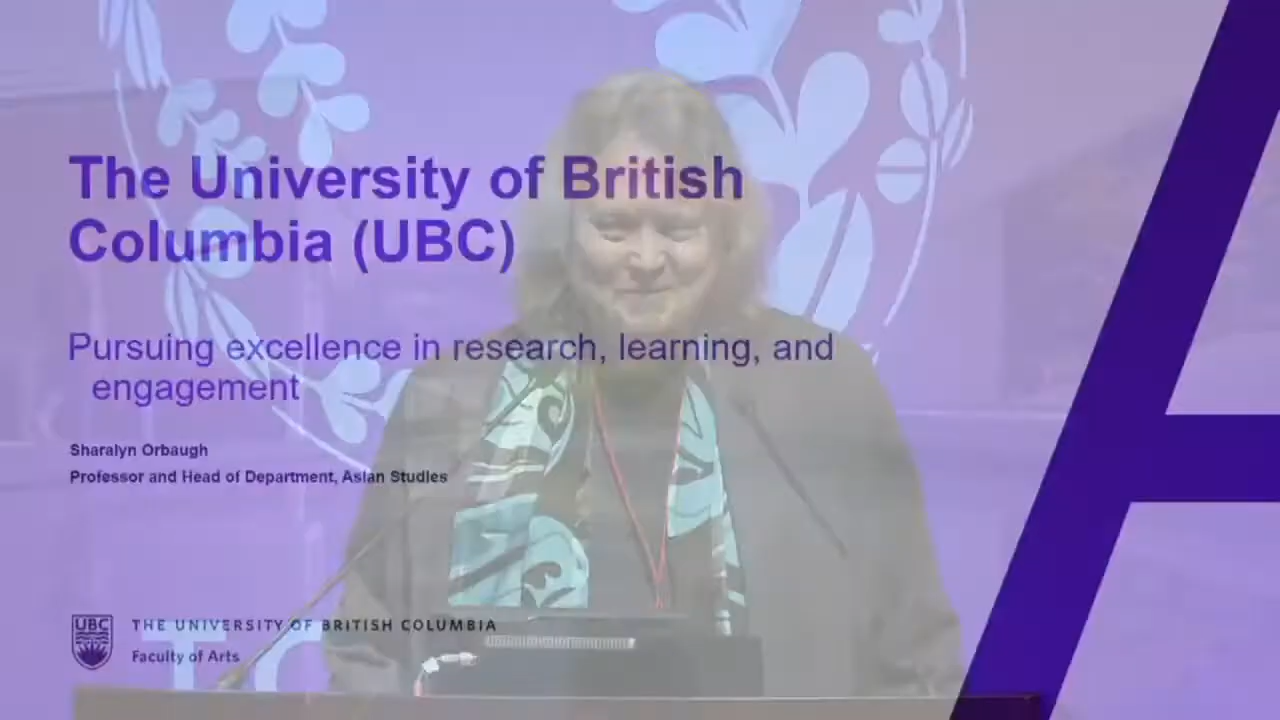 The University of British
Columbia (UBC)
Pursuing excellence in research, learning, and
engagement
Sharalyn Orbaugh
Professor and Head of Department, Asian Studies
UBC
THE UNIVERSITY OF BRITISH COLUMBIA
Faculty of Arts